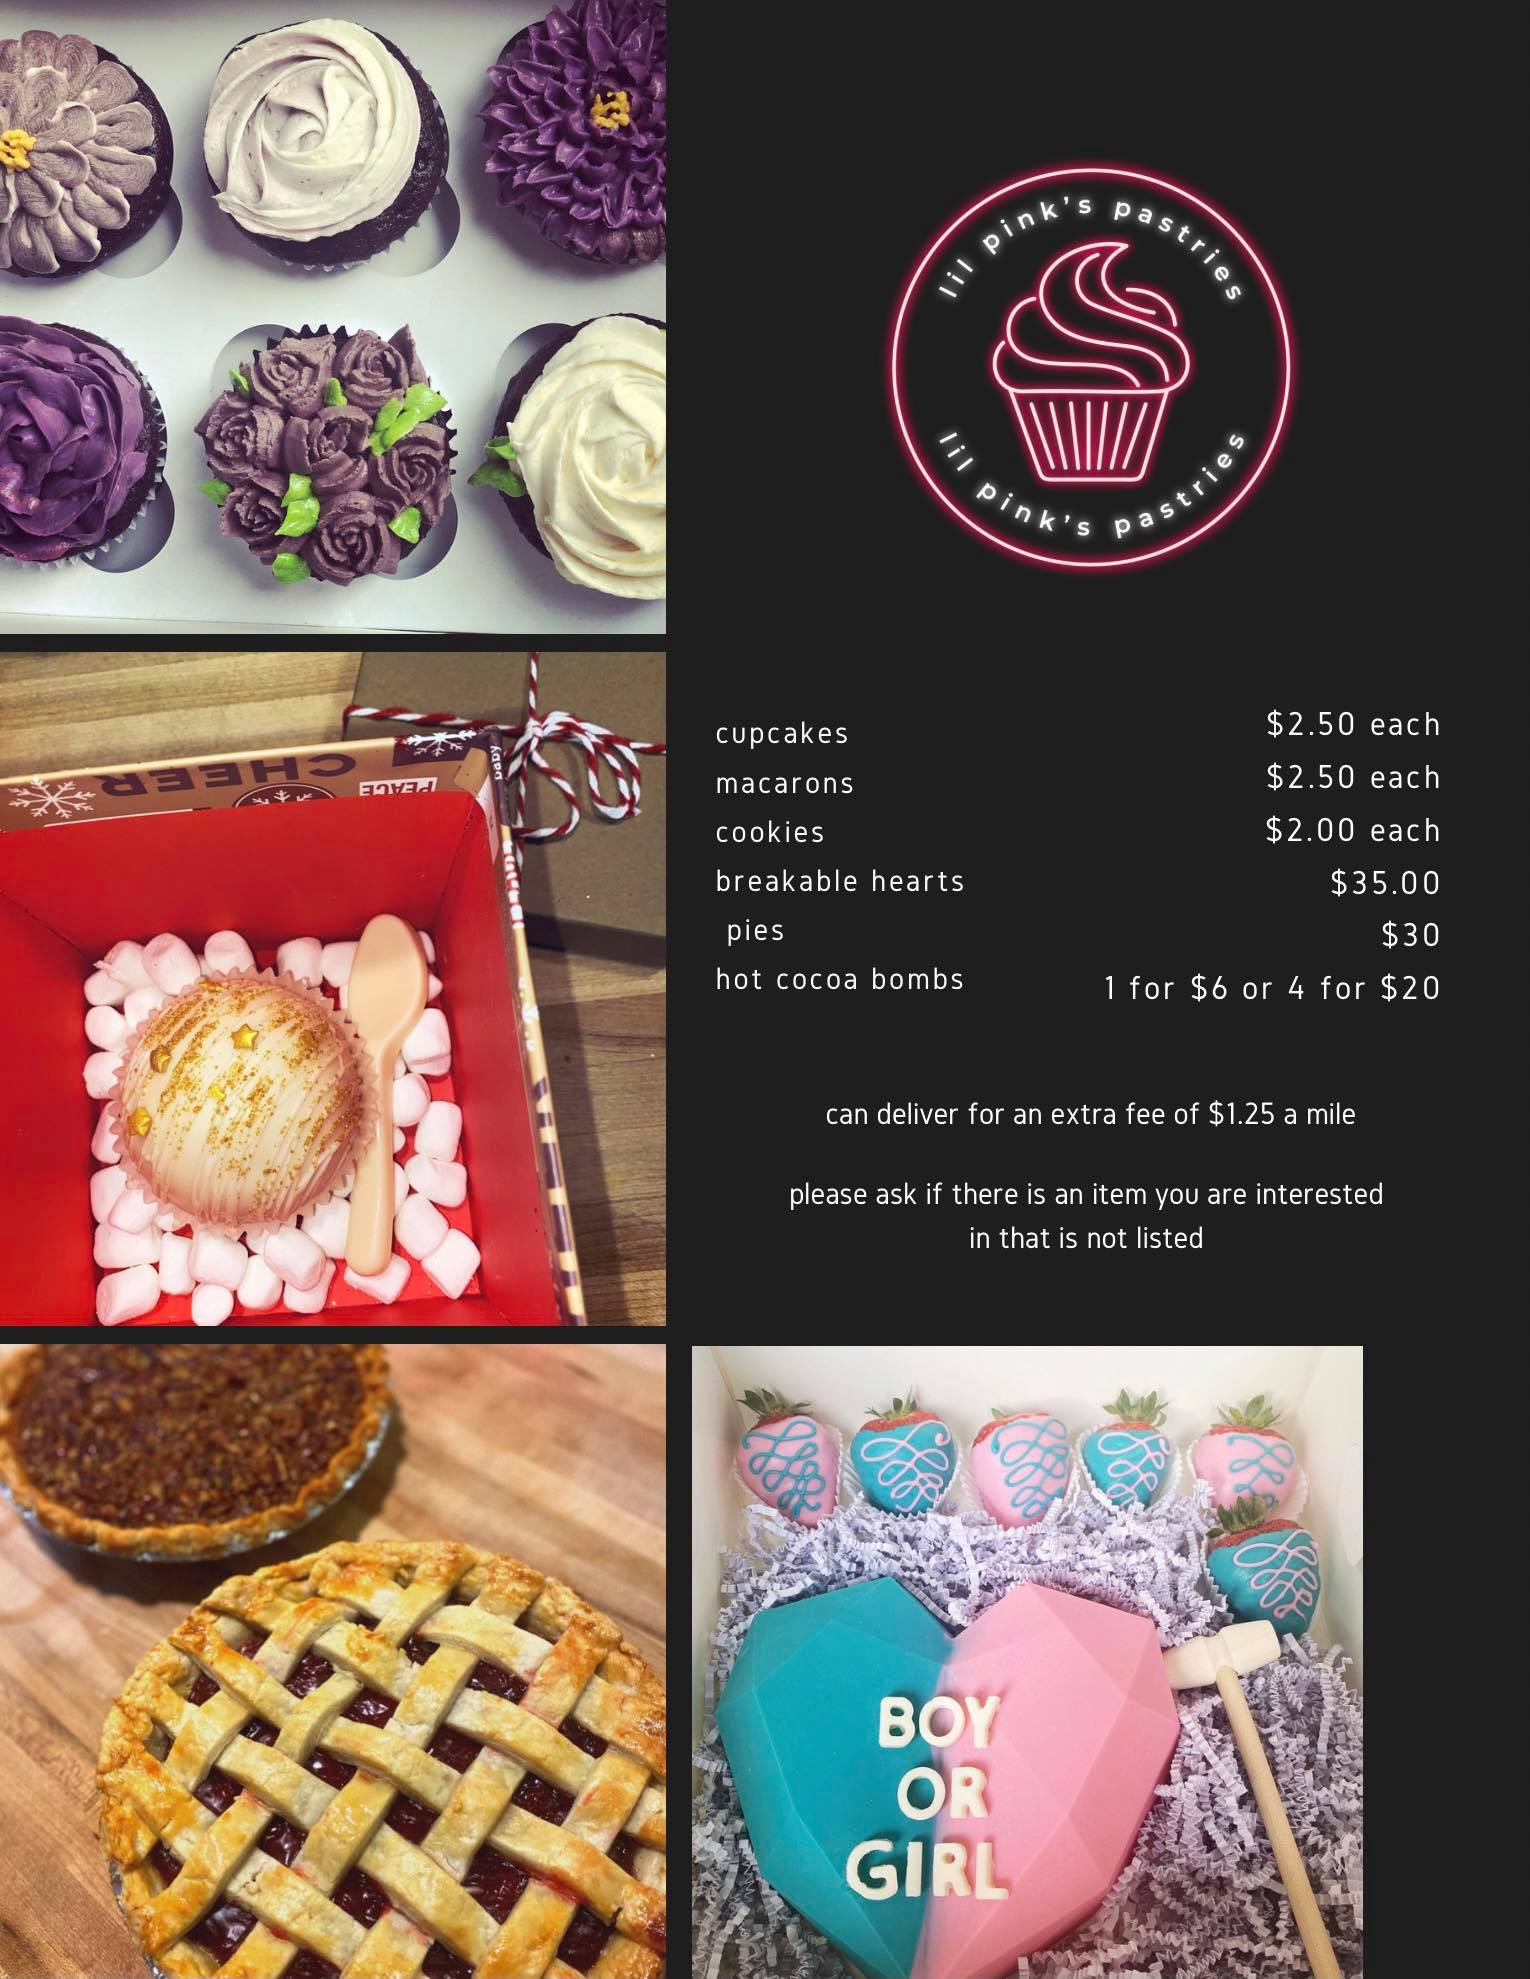 lil pink's pastries
lil pink's pastries
CHEER
PEACE
baby
cupcakes $2.50 each
macarons $2.50 each
cookies $2.00 each
breakable hearts $35.00
pies $30
hot cocoa bombs 1 for $6 or 4 for $20
can deliver for an extra fee of $1.25 a mile
please ask if there is an item you are interested
in that is not listed
BOY
OR
GIRL